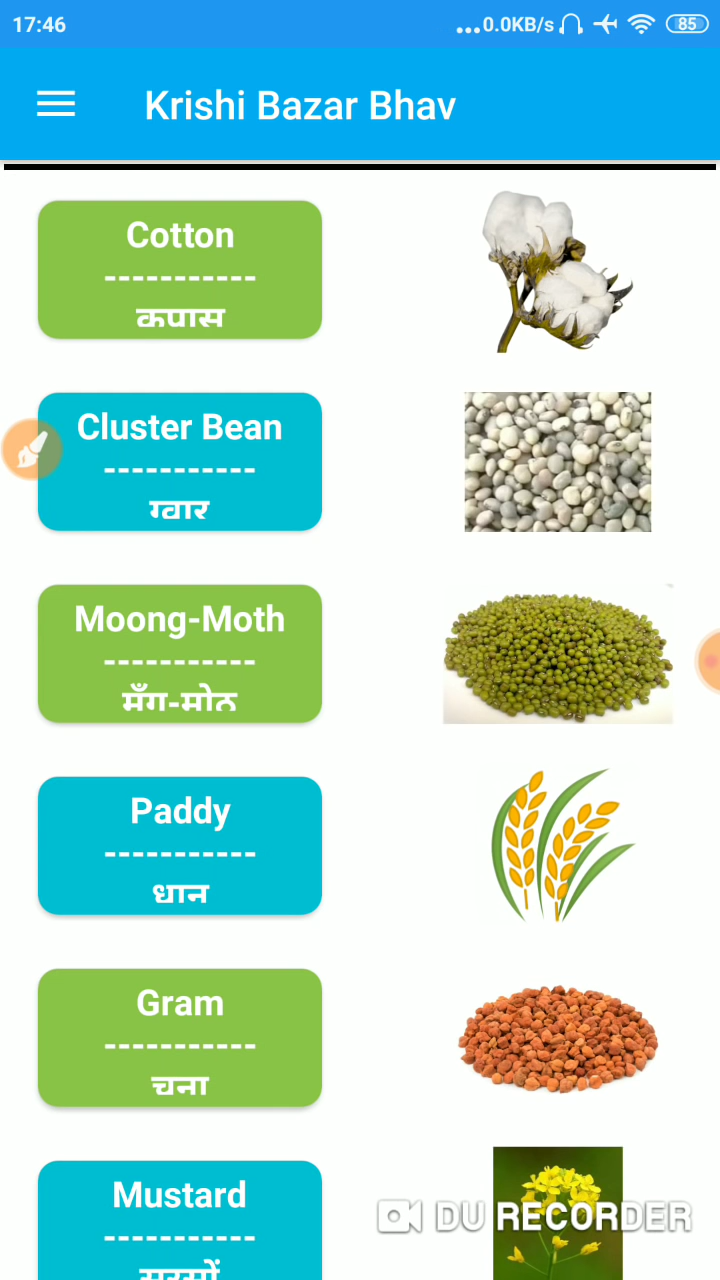 17:46 ...0.0KB/s 85
Krishi Bazar Bhav
Cotton
-----------
कपास
Cluster Bean
-----------
ग्वार
Moong-Moth
-----------
मूँग-मोठ
Paddy
-----------
धान
Gram
-----------
चना
Mustard
-----------
सरसों
DU RECORDER